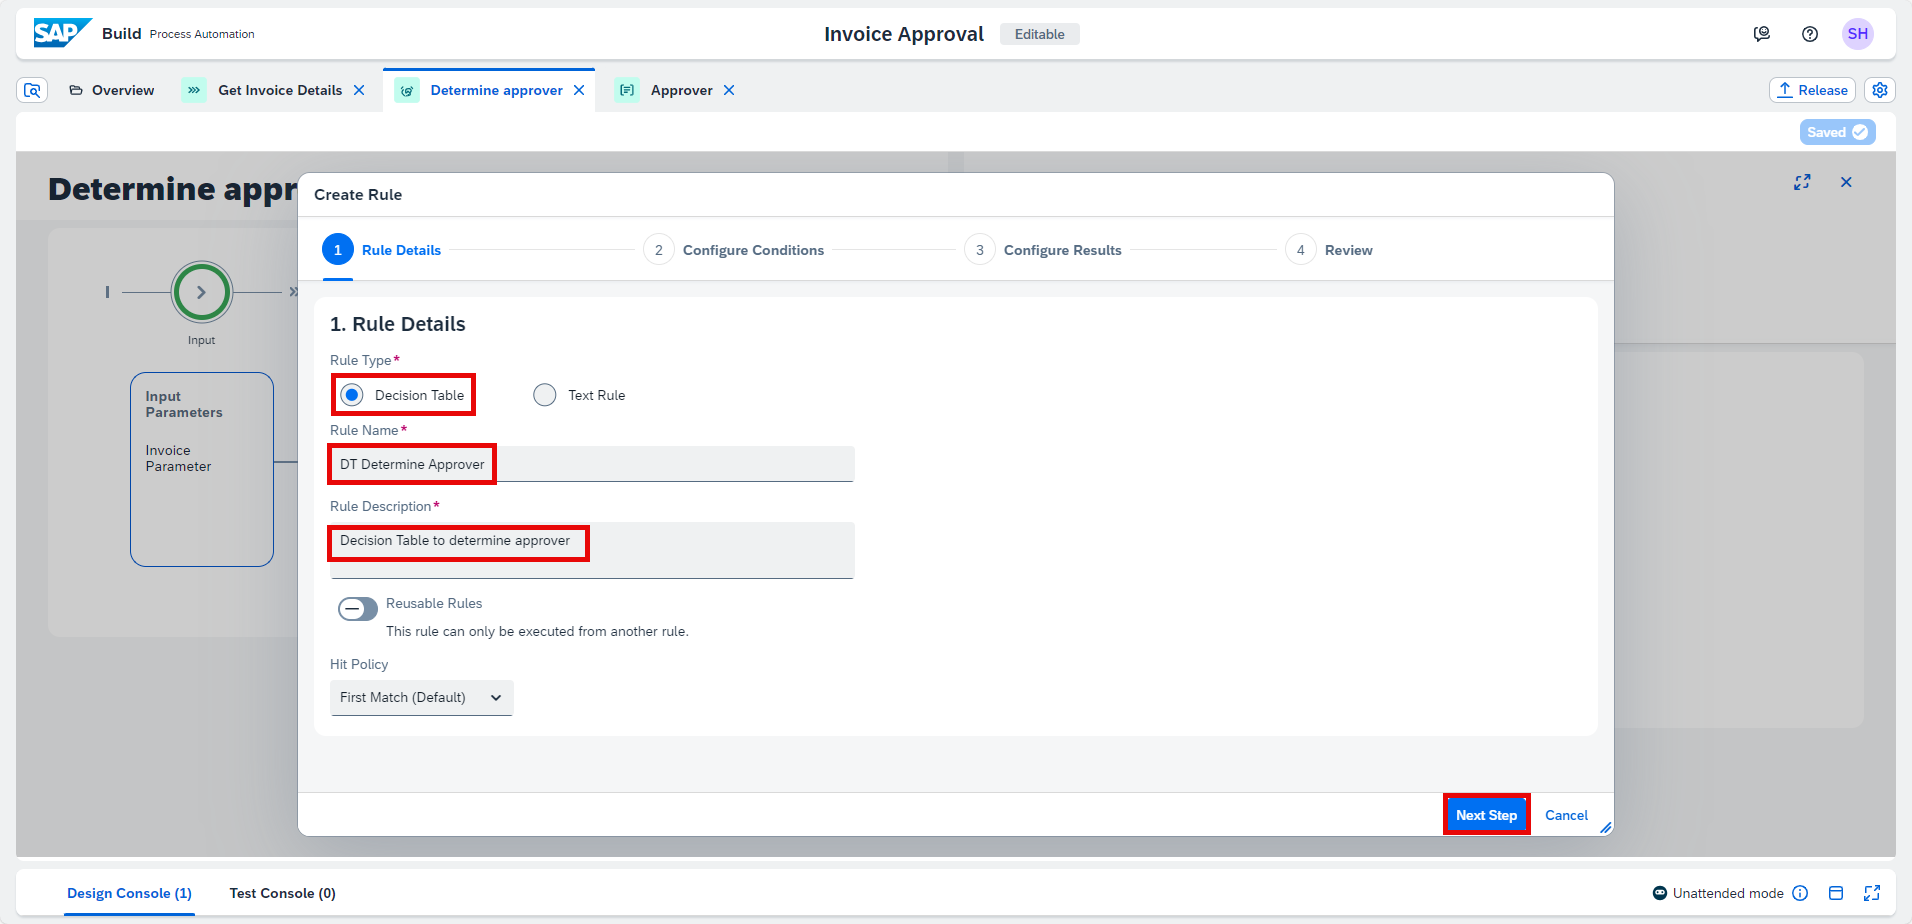 SAP Build Process Automation
Invoice Approval Editable
SH
Overview Get Invoice Details Determine approver Approver
Release
Saved
Determine appr
Create Rule
1 Rule Details 2 Configure Conditions 3 Configure Results 4 Review
Input
Input
Parameters
Invoice
Parameter
1. Rule Details
Rule Type*
Decision Table Text Rule
Rule Name*
DT Determine Approver
Rule Description*
Decision Table to determine approver
Reusable Rules
This rule can only be executed from another rule.
Hit Policy
First Match (Default)
Next Step Cancel
Design Console (1) Test Console (0)
Unattended mode